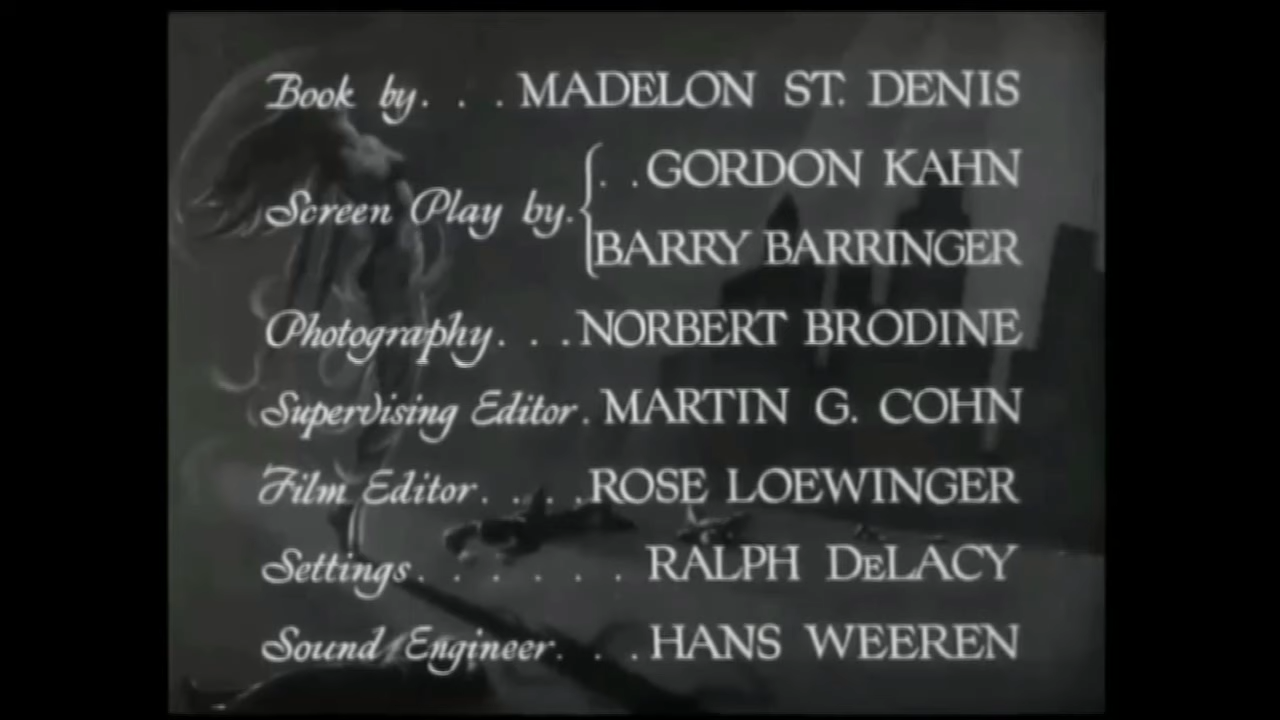 Book by. . . MADELON ST. DENIS
. . GORDON KAHN
Screen Play by.
BARRY BARRINGER
Photography. . . NORBERT BRODINE
Supervising Editor. MARTIN G. COHN
Film Editor. . . . ROSE LOEWINGER
Settings. . . . . . RALPH DeLACY
Sound Engineer. . . HANS WEEREN